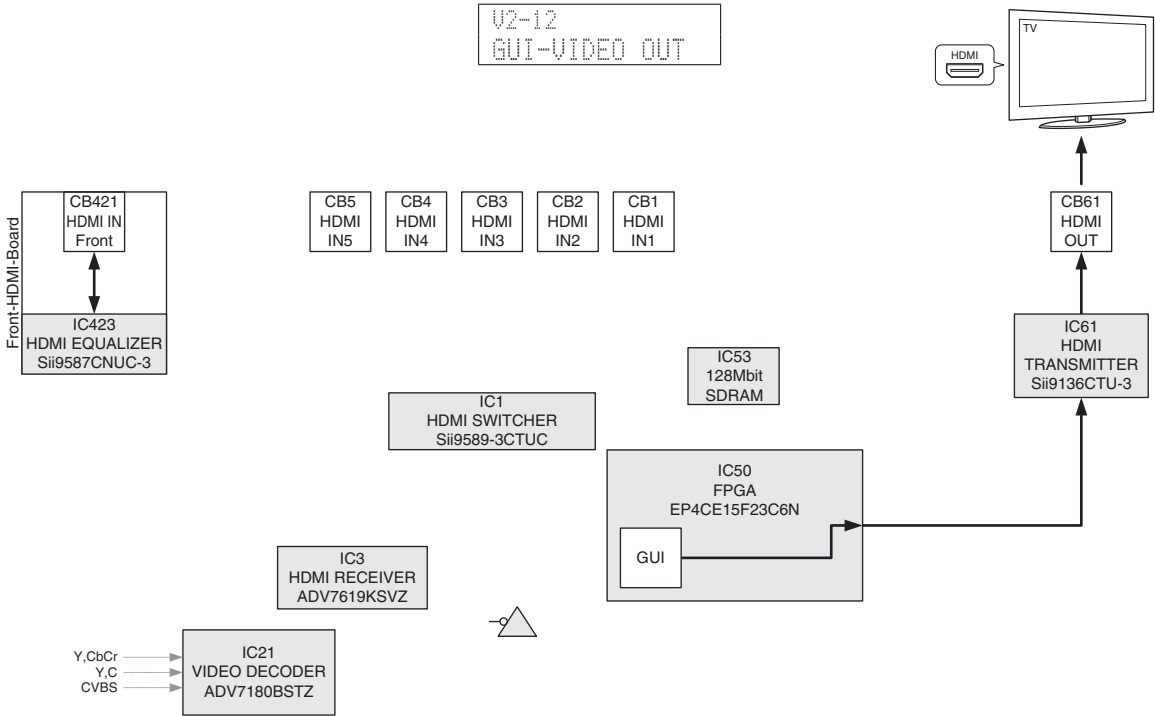 V2-12
GUI-VIDEO OUT
TV
HDMI
Front-HDMI-Board
CB421
HDMI IN
Front
CB5
HDMI
IN5
CB4
HDMI
IN4
CB3
HDMI
IN3
CB2
HDMI
IN2
CB1
HDMI
IN1
CB61
HDMI
OUT
IC423
HDMI EQUALIZER
Sii9587CNUC-3
IC61
HDMI
TRANSMITTER
Sii9136CTU-3
IC53
128Mbit
SDRAM
IC1
HDMI SWITCHER
Sii9589-3CTUC
IC50
FPGA
EP4CE15F23C6N
GUI
IC3
HDMI RECEIVER
ADV7619KSVZ
Y,CbCr
Y,C
CVBS
IC21
VIDEO DECODER
ADV7180BSTZ